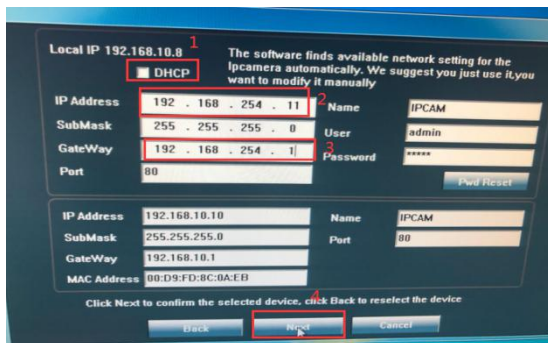 Local IP 192.168.10.8
1
The software finds available network setting for the
Ipcamera automatically. We suggest you just use it,you
want to modify it manually
DHCP
IP Address 192 . 168 . 254 . 11 2 Name IPCAM
SubMask 255 . 255 . 255 . 0 User admin
GateWay 192 . 168 . 254 . 1 3 Password *****
Port 80 Pwd Reset
IP Address 192.168.10.10 Name IPCAM
SubMask 255.255.255.0 Port 80
GateWay 192.168.10.1
MAC Address 00:D9:FD:8C:0A:EB
4
Click Next to confirm the selected device, click Back to reselect the device
Back Next Cancel